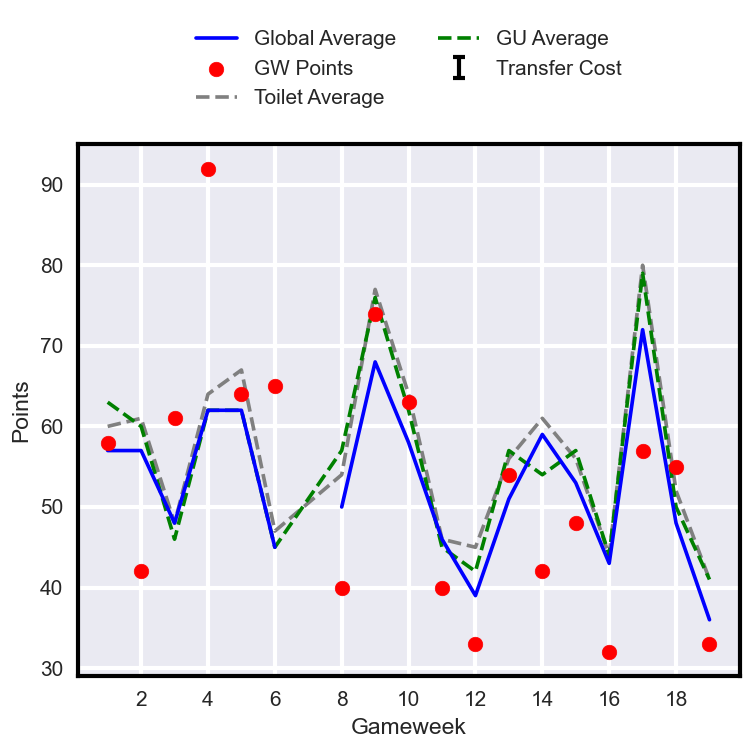 Global Average
GU Average
GW Points
Transfer Cost
Toilet Average
Points
90
80
70
60
50
40
30
2 4 6 8 10 12 14 16 18
Gameweek